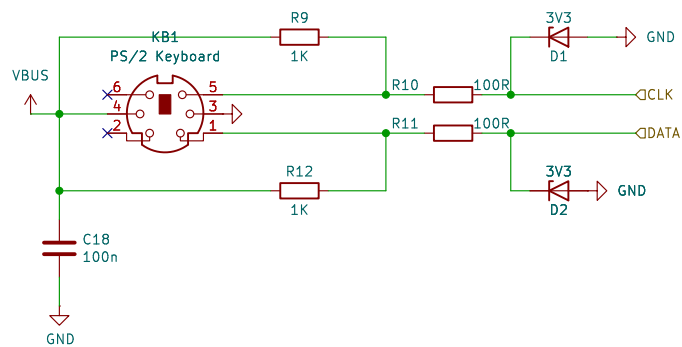 R9
3V3
KB1
GND
PS/2 Keyboard
1K
D1
VBUS
6
5
R10
100R
CLK
4
3
2
1
R11
100R
DATA
R12
3V3
GND
1K
D2
C18
100n
GND